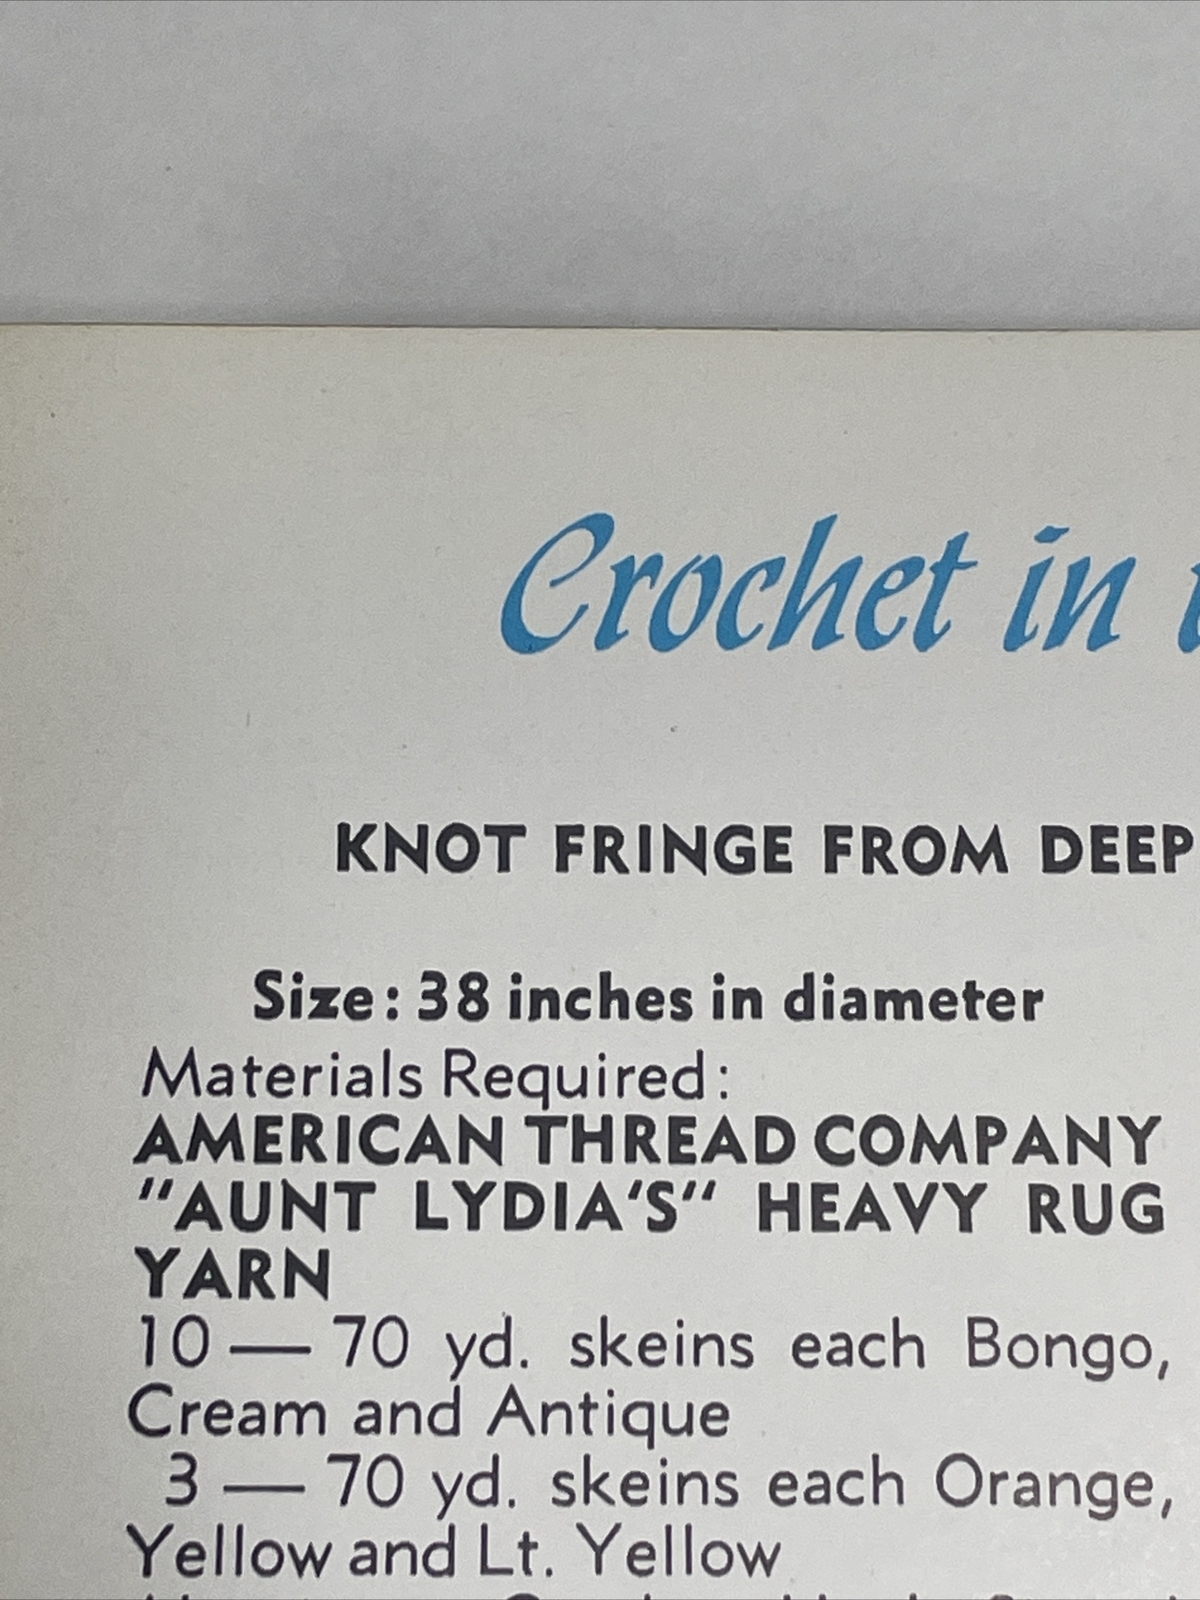 Crochet in
KNOT FRINGE FROM DEEP
Size: 38 inches in diameter
Materials Required:
AMERICAN THREAD COMPANY
"AUNT LYDIA'S" HEAVY RUG
YARN
10 — 70 yd. skeins each Bongo,
Cream and Antique
3 — 70 yd. skeins each Orange,
Yellow and Lt. Yellow